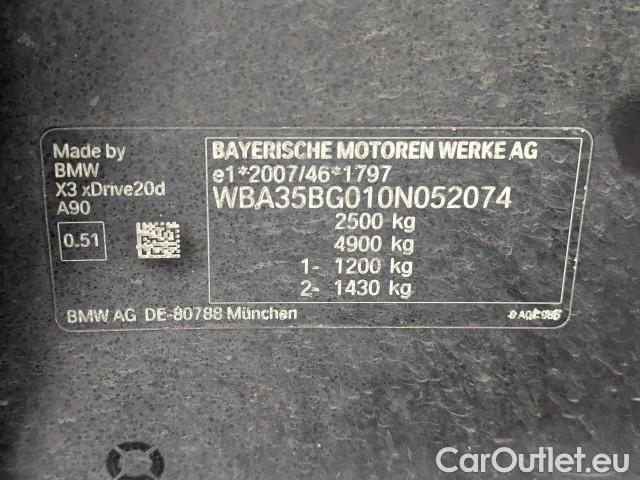 Made by
BMW
X3 xDrive20d
A90
0.51
BAYERISCHE MOTOREN WERKE AG
e1*2007/46*1797
WBA35BG010N052074
2500 kg
4900 kg
1- 1200 kg
2- 1430 kg
BMW AG DE-80788 München
CarOutlet.eu